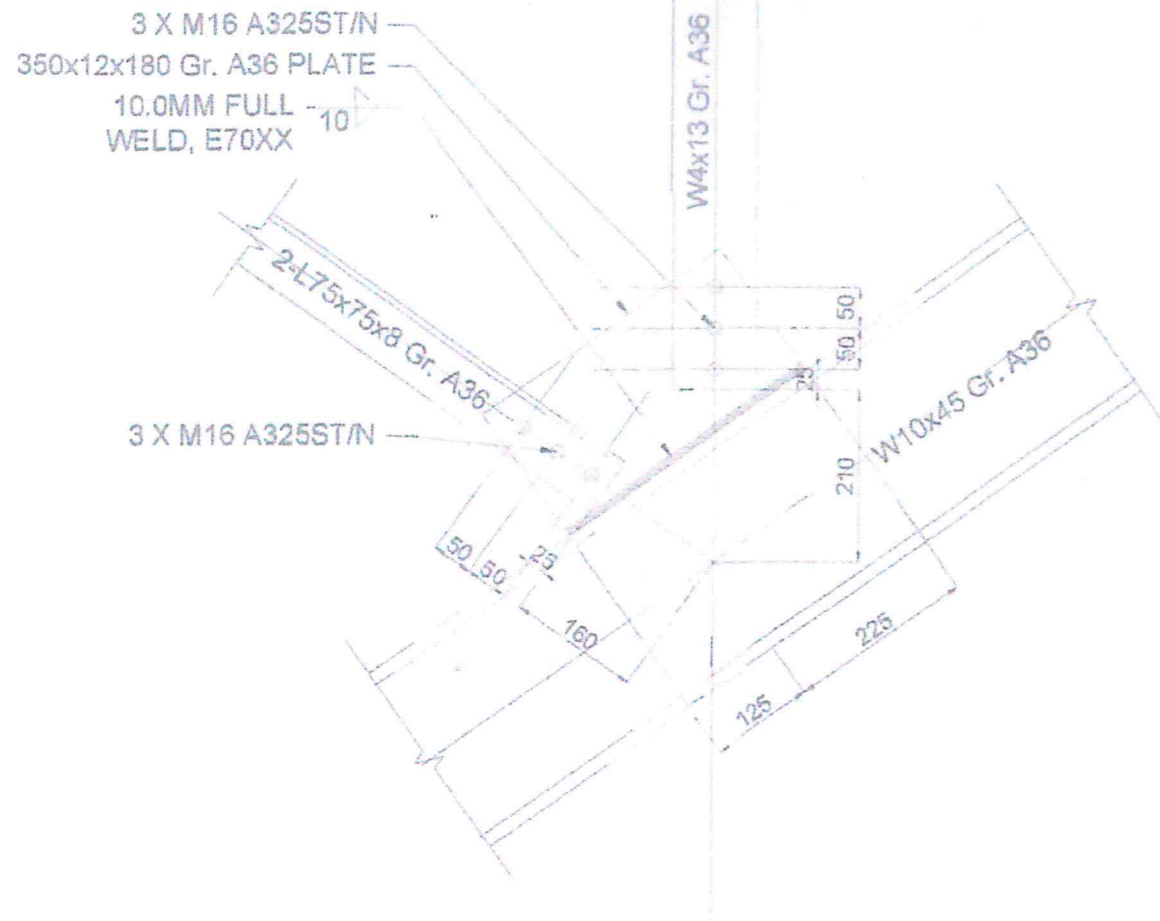 3 X M16 A325ST/N
350x12x180 Gr. A36 PLATE
10.0MM FULL
WELD, E70XX
10
W4x13 Gr. A36
2-L75x75x8 Gr. A36
3 X M16 A325ST/N
50
50
25
W10x45 Gr. A36
210
50
50
25
160
225
125